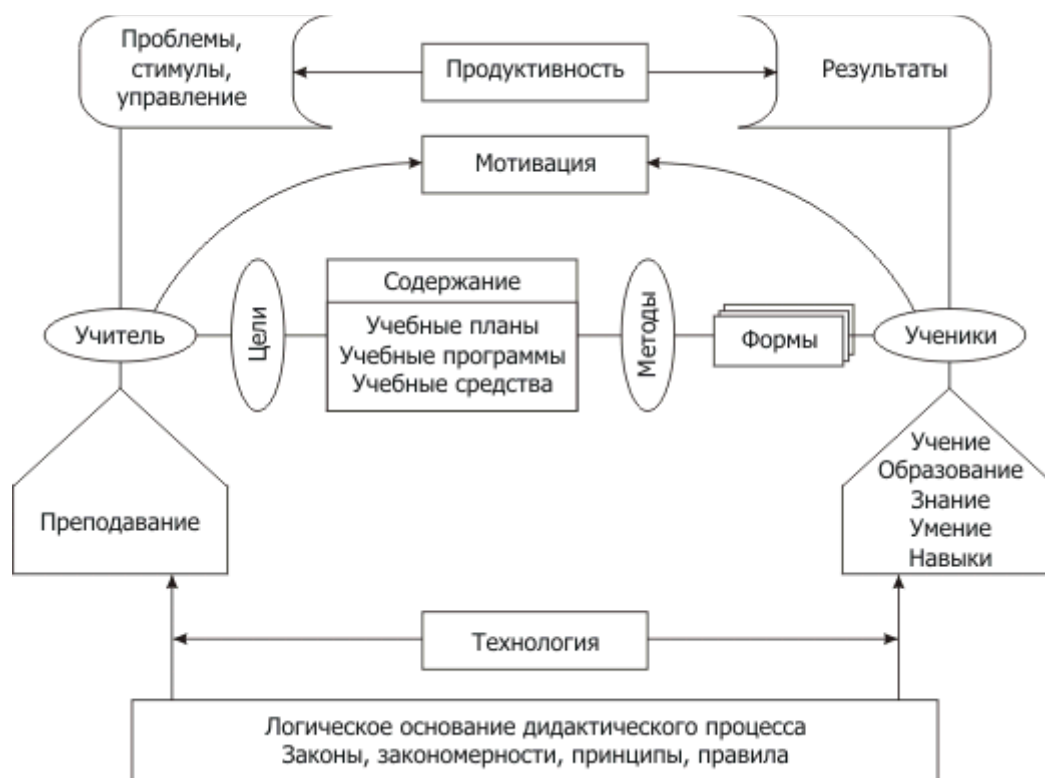 Проблемы,
стимулы,
управление
Продуктивность
Результаты
Мотивация
Учитель
Цели
Содержание
Учебные планы
Учебные программы
Учебные средства
Методы
Формы
Ученики
Преподавание
Учение
Образование
Знание
Умение
Навыки
Технология
Логическое основание дидактического процесса
Законы, закономерности, принципы, правила